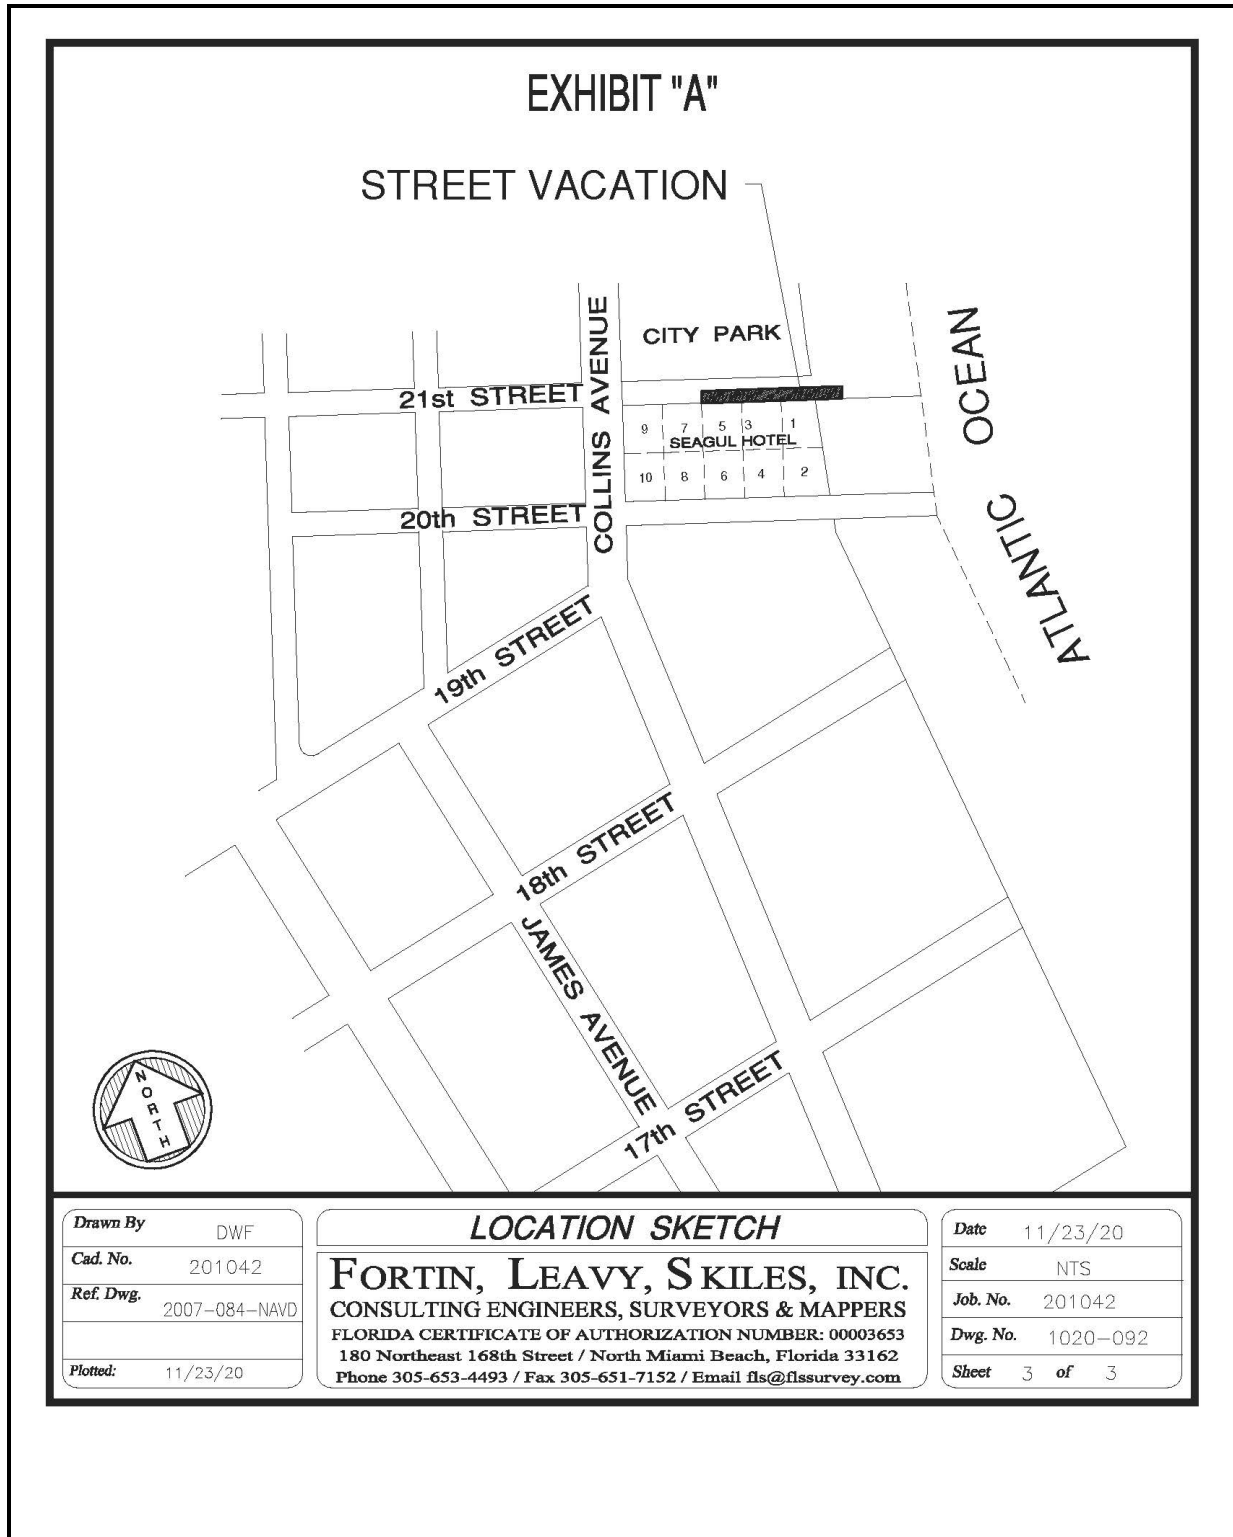 EXHIBIT "A"
STREET VACATION
CITY PARK
COLLINS AVENUE
OCEAN
ATLANTIC
21st STREET
9 7 5 3 1
SEAGUL HOTEL
10 8 6 4 2
20th STREET
19th STREET
18th STREET
JAMES AVENUE
17th STREET
NORTH
Drawn By DWF
Cad. No. 201042
Ref. Dwg. 2007-084-NAVD
Plotted: 11/23/20
LOCATION SKETCH
FORTIN, LEAVY, SKILES, INC.
CONSULTING ENGINEERS, SURVEYORS & MAPPERS
FLORIDA CERTIFICATE OF AUTHORIZATION NUMBER: 00003653
180 Northeast 168th Street / North Miami Beach, Florida 33162
Phone 305-653-4493 / Fax 305-651-7152 / Email fls@flssurvey.com
Date 11/23/20
Scale NTS
Job. No. 201042
Dwg. No. 1020-092
Sheet 3 of 3